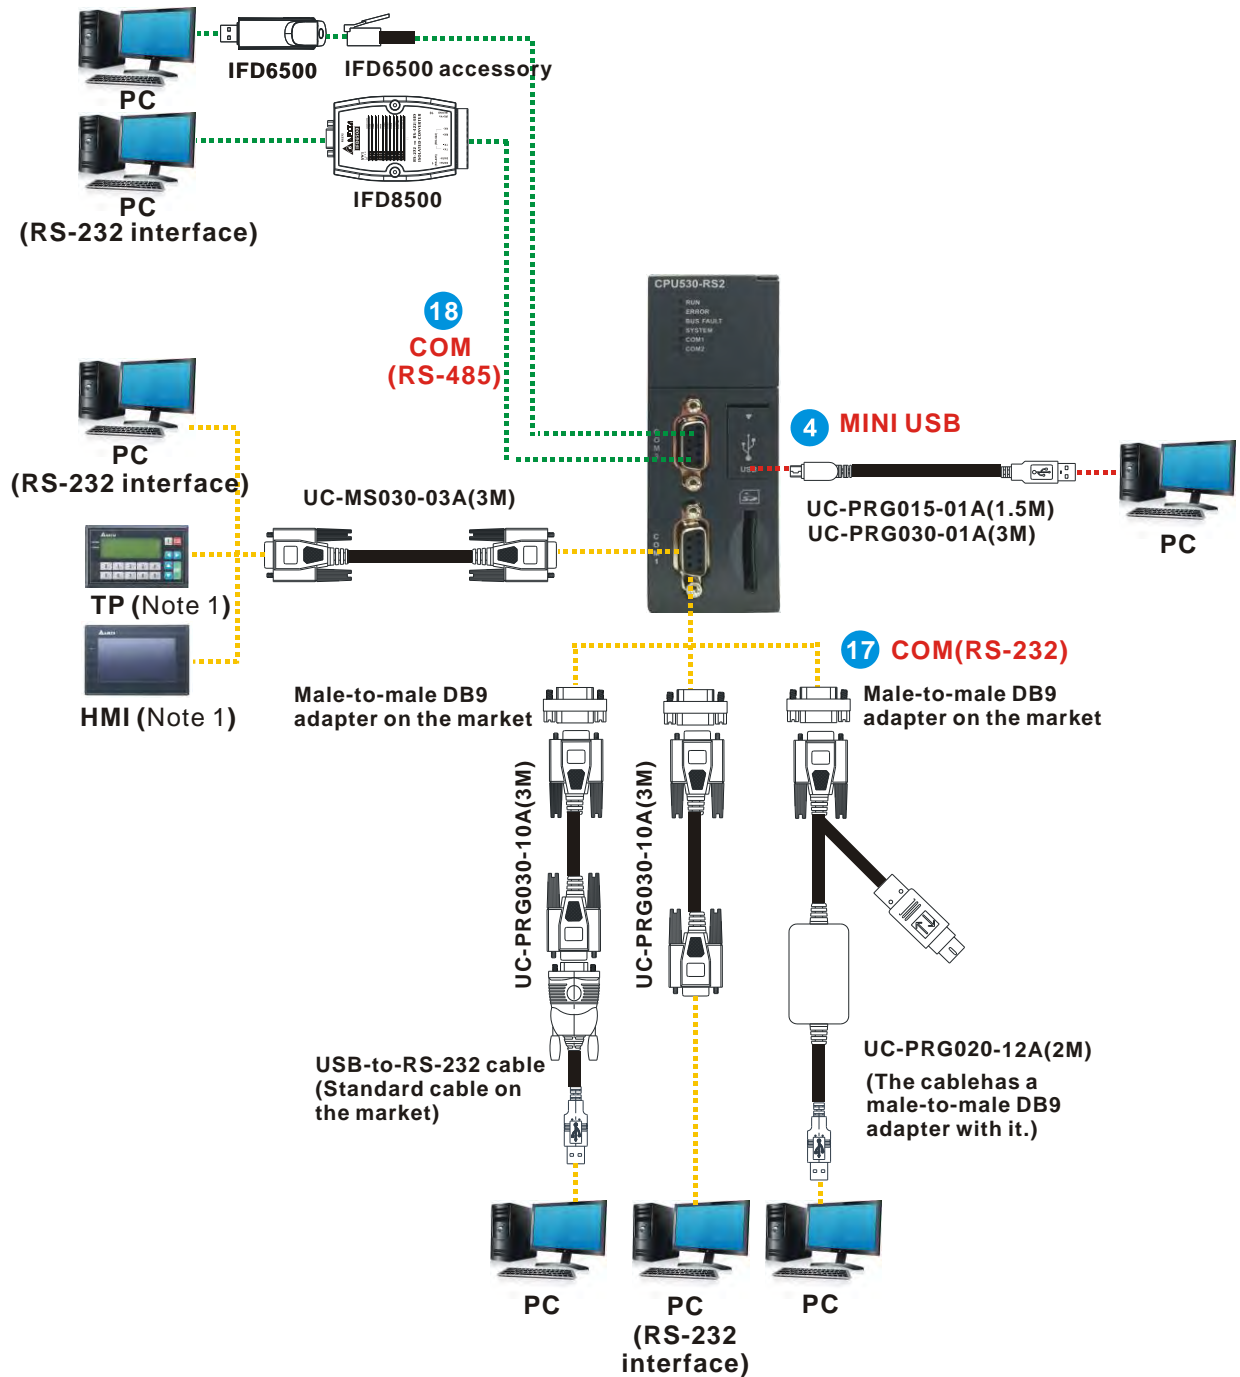 IFD6500
IFD6500 accessory
PC
IFD8500
PC
(RS-232 interface)
CPU530-RS2
RUN
ERROR
BUS FAULT
SYSTEM
COM1
COM2
18
COM
(RS-485)
4 MINI USB
PC
(RS-232 interface)
UC-MS030-03A(3M)
UC-PRG015-01A(1.5M)
UC-PRG030-01A(3M)
PC
TP (Note 1)
HMI (Note 1)
17 COM(RS-232)
Male-to-male DB9
adapter on the market
Male-to-male DB9
adapter on the market
UC-PRG030-10A(3M)
UC-PRG030-10A(3M)
USB-to-RS-232 cable
(Standard cable on
the market)
UC-PRG020-12A(2M)
(The cablehas a
male-to-male DB9
adapter with it.)
PC
PC
(RS-232
interface)
PC